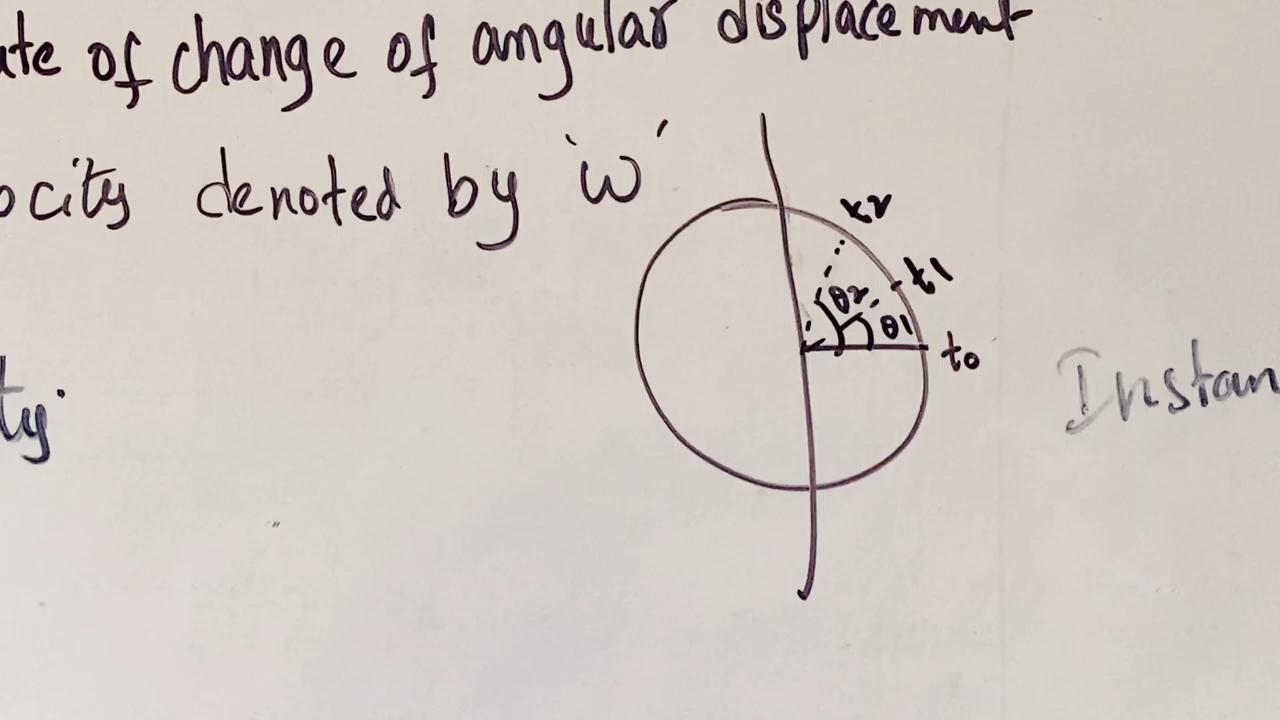 ate of change of angular displacement
ocity denoted by 'w'
t2
t1
θ2
θ1
t0
ty.
Instan